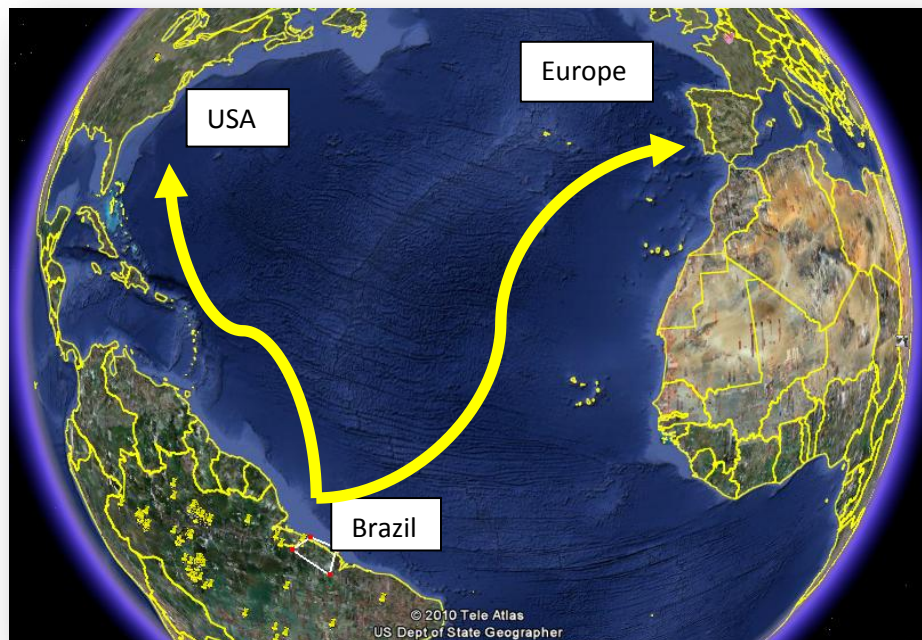 Europe
USA
Brazil
© 2010 Tele Atlas
US Dept of State Geographer